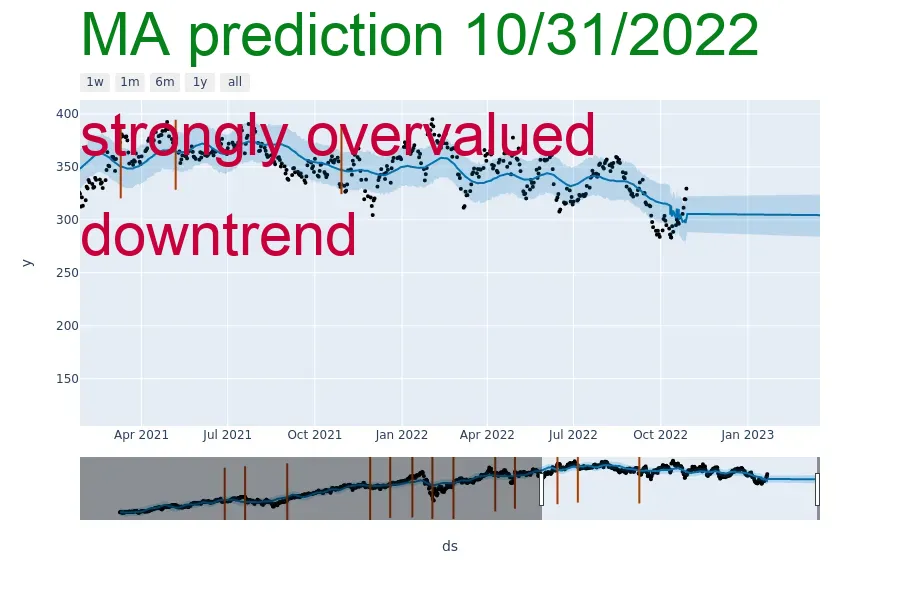 MA prediction 10/31/2022
1w 1m 6m 1y all
400
strongly overvalued
350
300
downtrend
y
250
200
150
Apr 2021 Jul 2021 Oct 2021 Jan 2022 Apr 2022 Jul 2022 Oct 2022 Jan 2023
ds